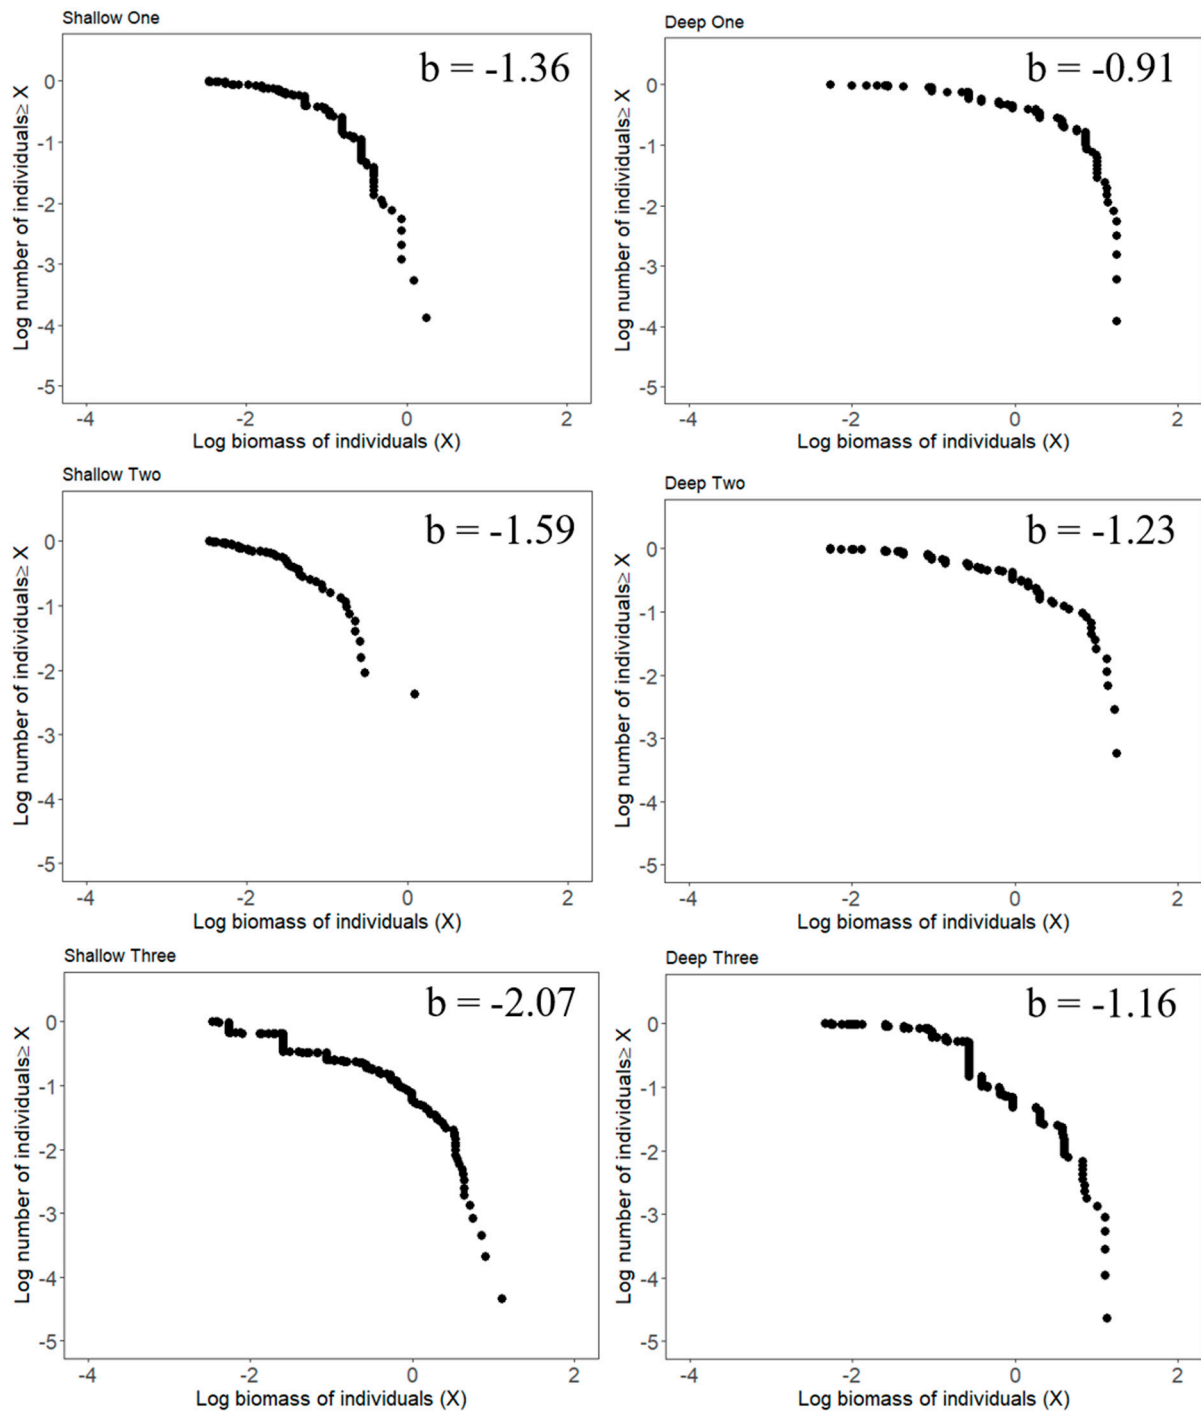 Shallow One
b = -1.36
0
-1
-2
-3
-4
-5
Log number of individuals≥ X
-4
-2
0
2
Log biomass of individuals (X)
Deep One
b = -0.91
0
-1
-2
-3
-4
-5
Log number of individuals≥ X
-4
-2
0
2
Log biomass of individuals (X)
Shallow Two
b = -1.59
0
-1
-2
-3
-4
-5
Log number of individuals≥ X
-4
-2
0
2
Log biomass of individuals (X)
Deep Two
b = -1.23
0
-1
-2
-3
-4
-5
Log number of individuals≥ X
-4
-2
0
2
Log biomass of individuals (X)
Shallow Three
b = -2.07
0
-1
-2
-3
-4
-5
Log number of individuals≥ X
-4
-2
0
2
Log biomass of individuals (X)
Deep Three
b = -1.16
0
-1
-2
-3
-4
-5
Log number of individuals≥ X
-4
-2
0
2
Log biomass of individuals (X)